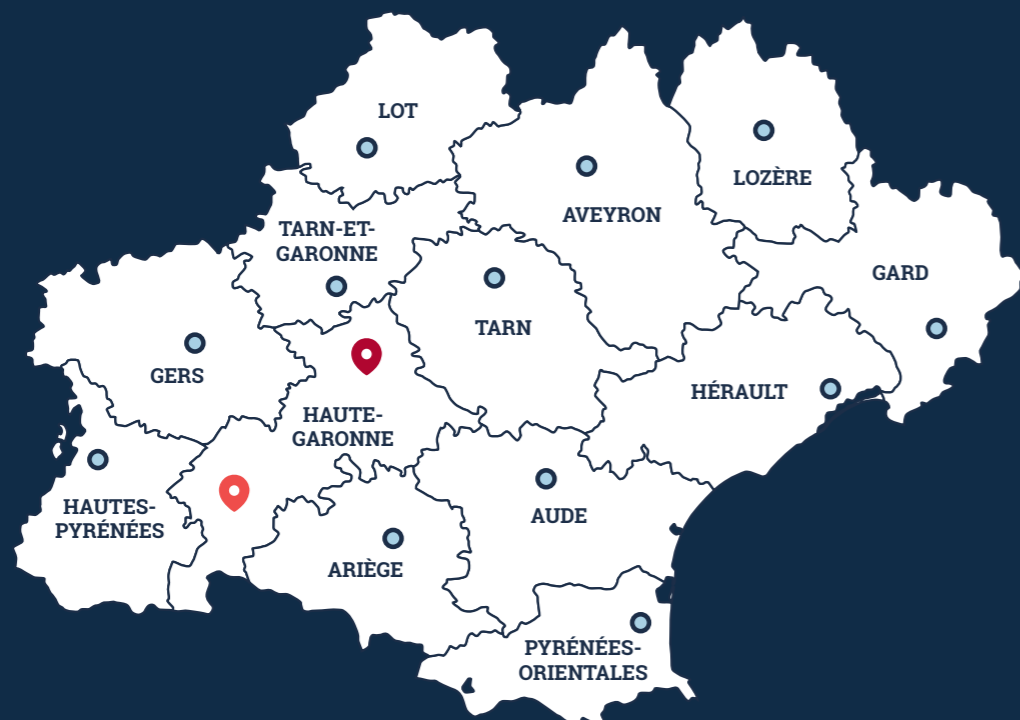 LOT
LOZÈRE
AVEYRON
TARN-ET-
GARONNE
GARD
TARN
GERS
HÉRAULT
HAUTE-
GARONNE
HAUTES-
PYRÉNÉES
AUDE
ARIÈGE
PYRÉNÉES-
ORIENTALES